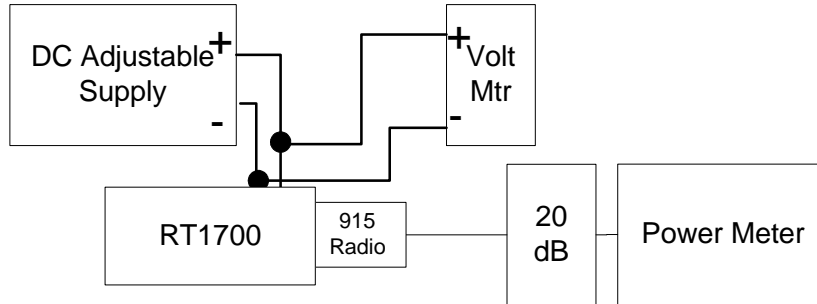 DC Adjustable
Supply
+
-
+
-
Volt
Mtr
RT1700
915
Radio
20
dB
Power Meter